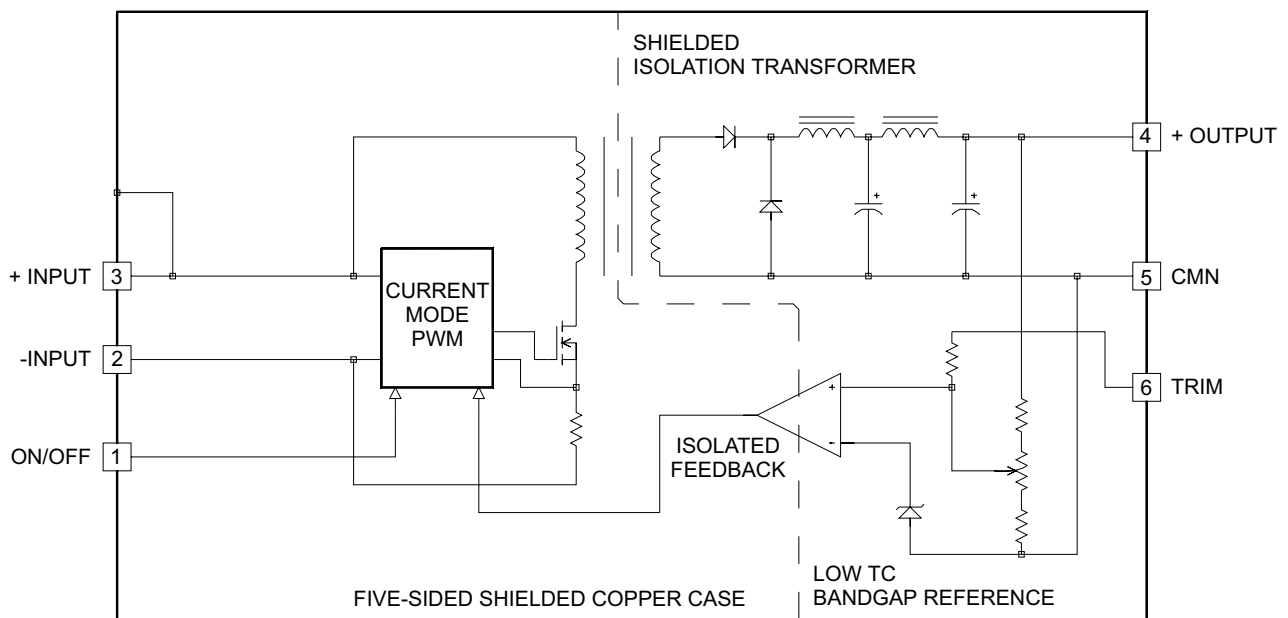 SHIELDED
ISOLATION TRANSFORMER
4 + OUTPUT
+ INPUT 3
5 CMN
CURRENT
MODE
PWM
-INPUT 2
6 TRIM
+
-
ON/OFF 1
ISOLATED
FEEDBACK
+
+
LOW TC
BANDGAP REFERENCE
FIVE-SIDED SHIELDED COPPER CASE